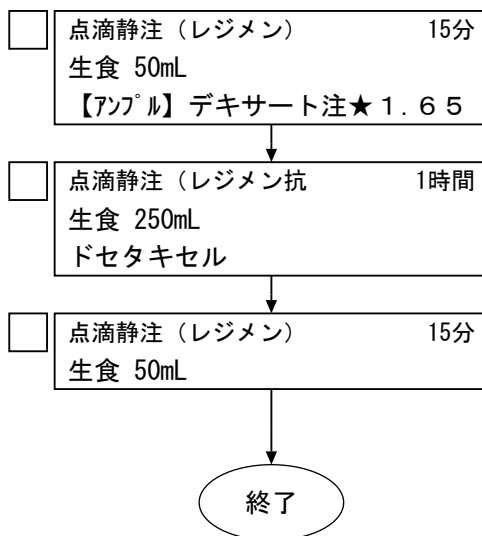 点滴静注（レジメン） 15分
生食 50mL
【ｱﾝﾌﾟﾙ】デキサート注★１.６５
点滴静注（レジメン抗 1時間
生食 250mL
ドセタキセル
点滴静注（レジメン） 15分
生食 50mL
終了